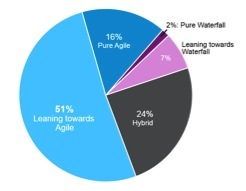 16%
Pure Agile
2%: Pure Waterfall
Leaning towards
Waterfall
7%
24%
Hybrid
51%
Leaning towards
Agile